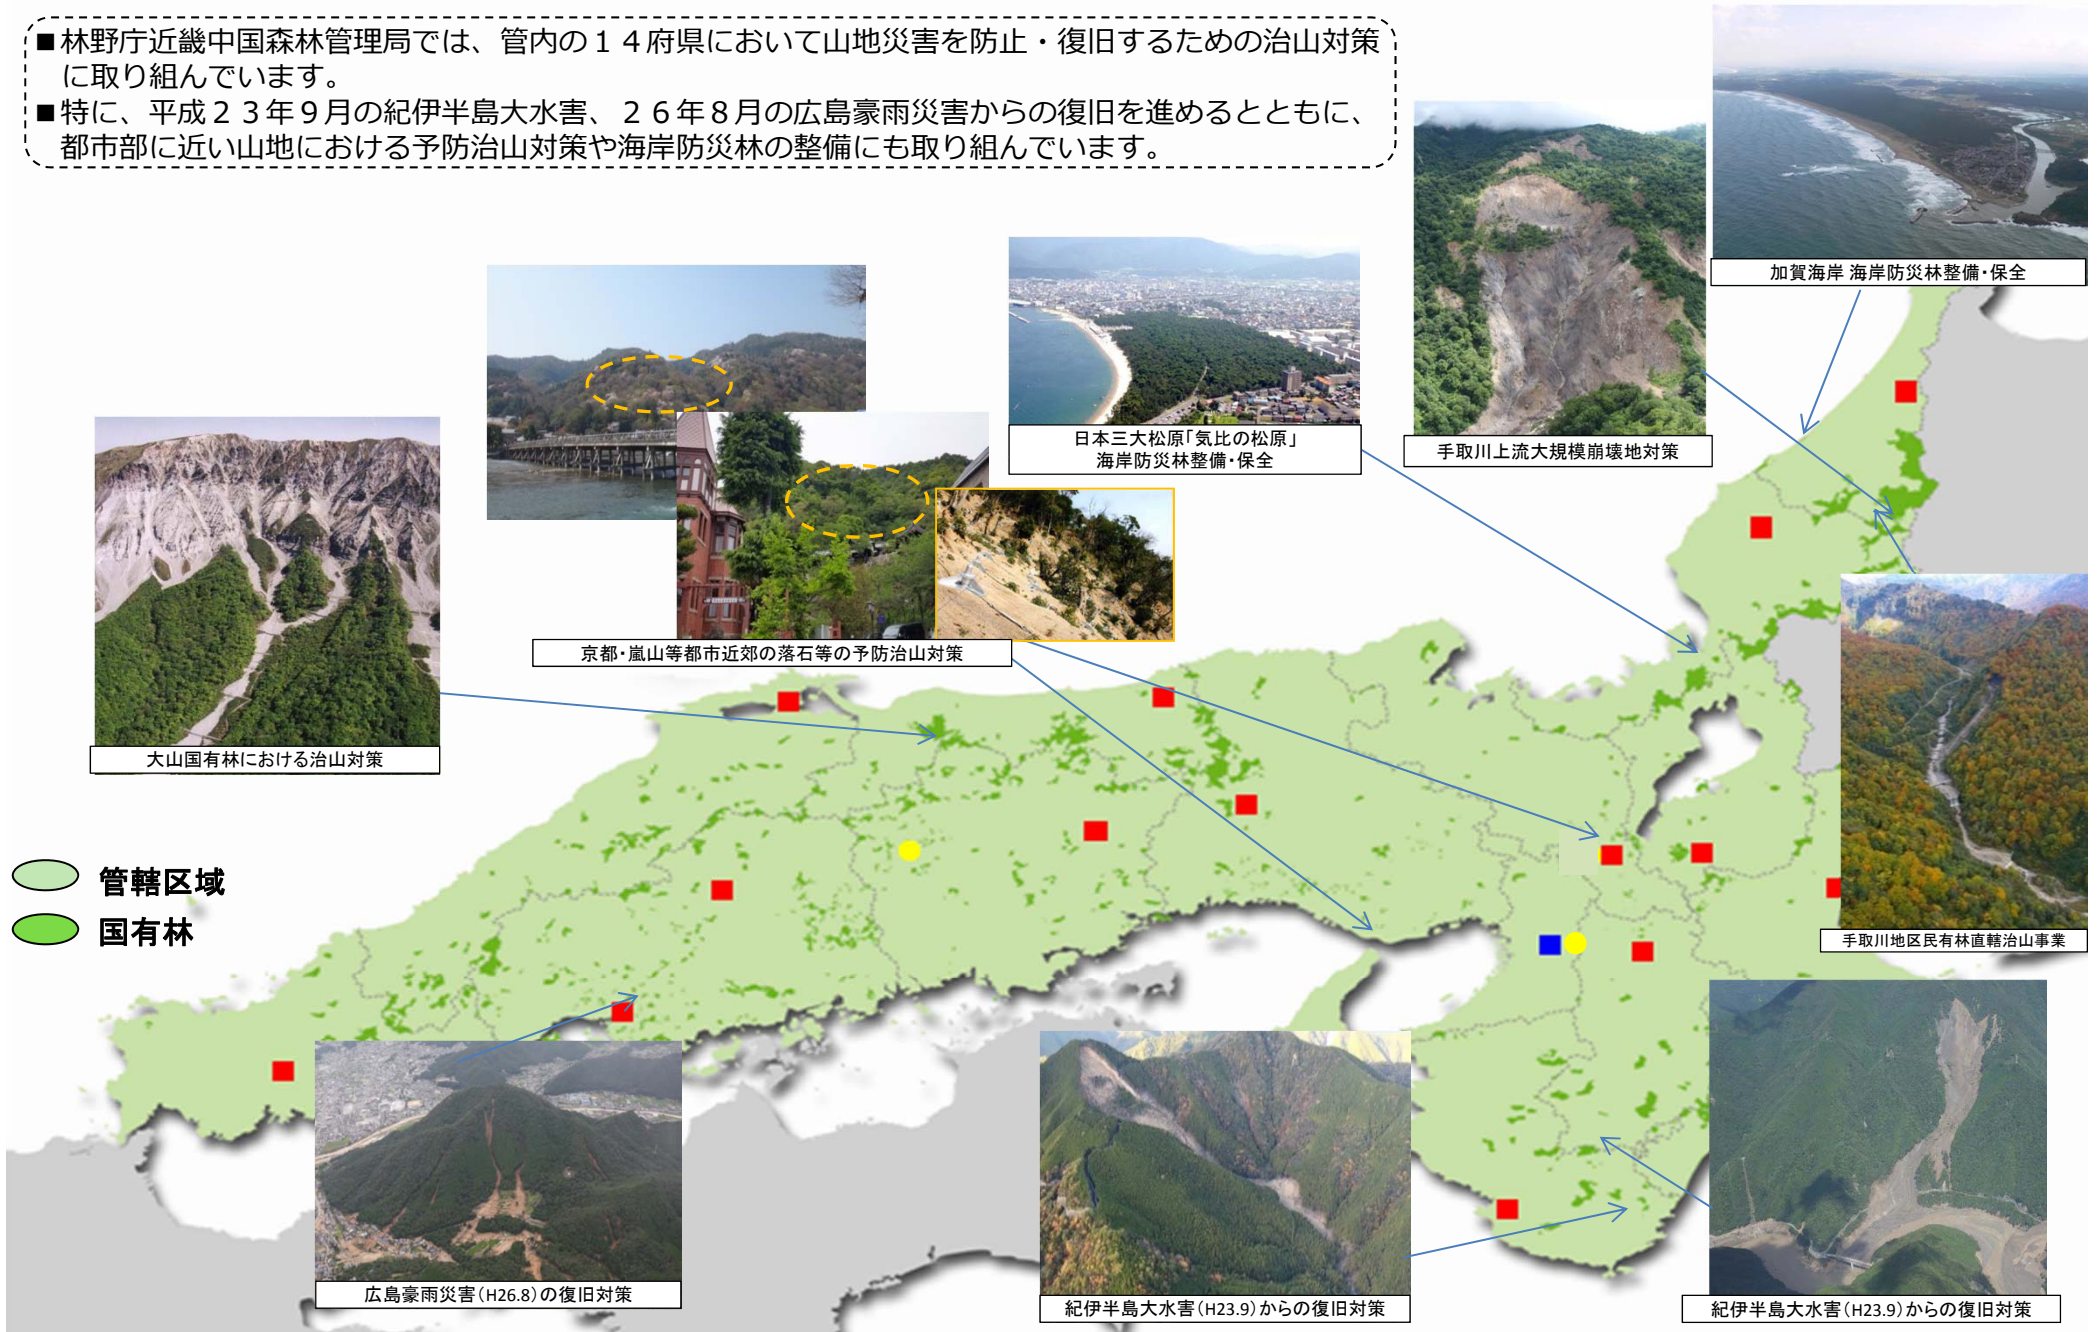 ■林野庁近畿中国森林管理局では、管内の１４府県において山地災害を防止・復旧するための治山対策
に取り組んでいます。
■特に、平成２３年９月の紀伊半島大水害、２６年８月の広島豪雨災害からの復旧を進めるとともに、
都市部に近い山地における予防治山対策や海岸防災林の整備にも取り組んでいます。
加賀海岸 海岸防災林整備・保全
日本三大松原「気比の松原」
海岸防災林整備・保全
手取川上流大規模崩壊地対策
京都・嵐山等都市近郊の落石等の予防治山対策
大山国有林における治山対策
管轄区域
国有林
手取川地区民有林直轄治山事業
広島豪雨災害（H26.8）の復旧対策
紀伊半島大水害（H23.9）からの復旧対策
紀伊半島大水害（H23.9）からの復旧対策